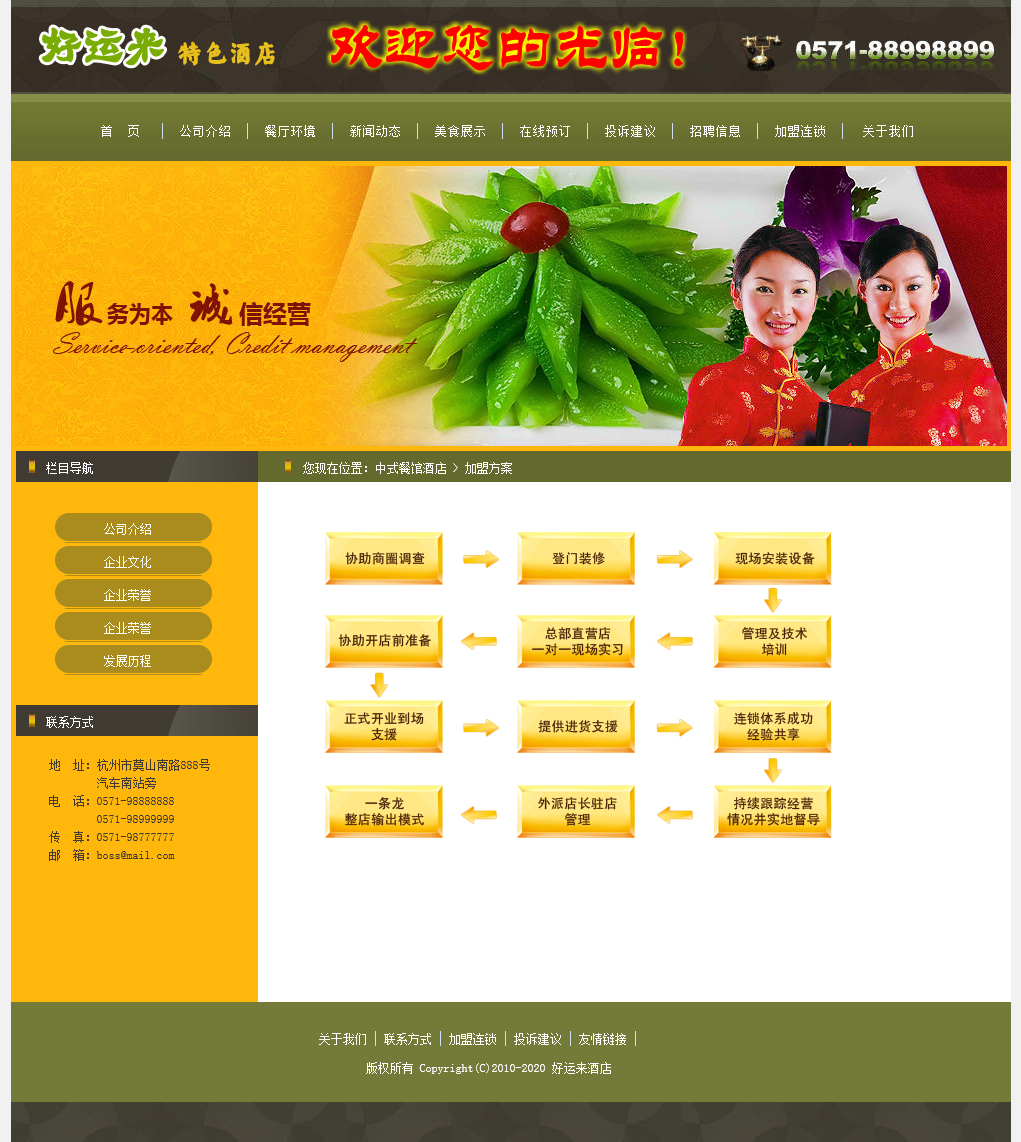 好运来 特色酒店 欢迎您的光临! 0571-88998899
首 页 公司介绍 餐厅环境 新闻动态 美食展示 在线预订 投诉建议 招聘信息 加盟连锁 关于我们
服务为本 诚信经营
Service-oriented, Credit management
栏目导航
公司介绍
企业文化
企业荣誉
企业荣誉
发展历程
联系方式
地 址：杭州市莫山南路888号
汽车南站旁
电 话：0571-98888888
0571-98999999
传 真：0571-98777777
邮 箱：boss@mail.com
您现在位置：中式餐馆酒店 > 加盟方案
协助商圈调查
登门装修
现场安装设备
管理及技术
培训
总部直营店
一对一现场实习
协助开店前准备
正式开业到场
支援
提供进货支援
连锁体系成功
经验共享
持续跟踪经营
情况并实地督导
外派店长驻店
管理
一条龙
整店输出模式
关于我们 联系方式 加盟连锁 投诉建议 友情链接
版权所有 Copyright(C)2010-2020 好运来酒店